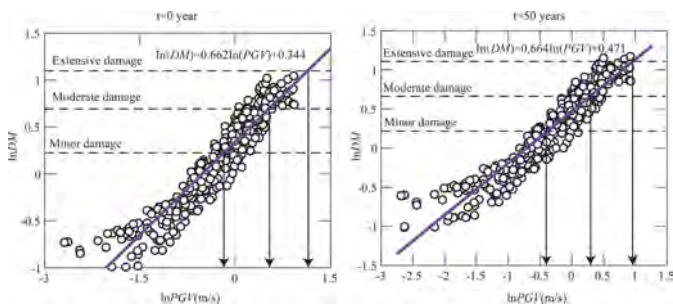 t=0 year
Extensive damage
ln(DM)=0.662ln(PGV)+0.344
Moderate damage
Minor damage
lnDM
1.5
1
0.5
0
-0.5
-1
-3
-2
-1
0
1.5
lnPGV(m/s)
t=50 years
Extensive damage
ln(DM)=0,664ln(PGV)+0.471
Moderate damage
Minor damage
lnDM
1.5
1
0.5
0
-0.5
-1
-1.5
-3
-2.5
-2
-1.5
-1
-0.5
0
0.5
1
1.5
lnPGV(m/s)